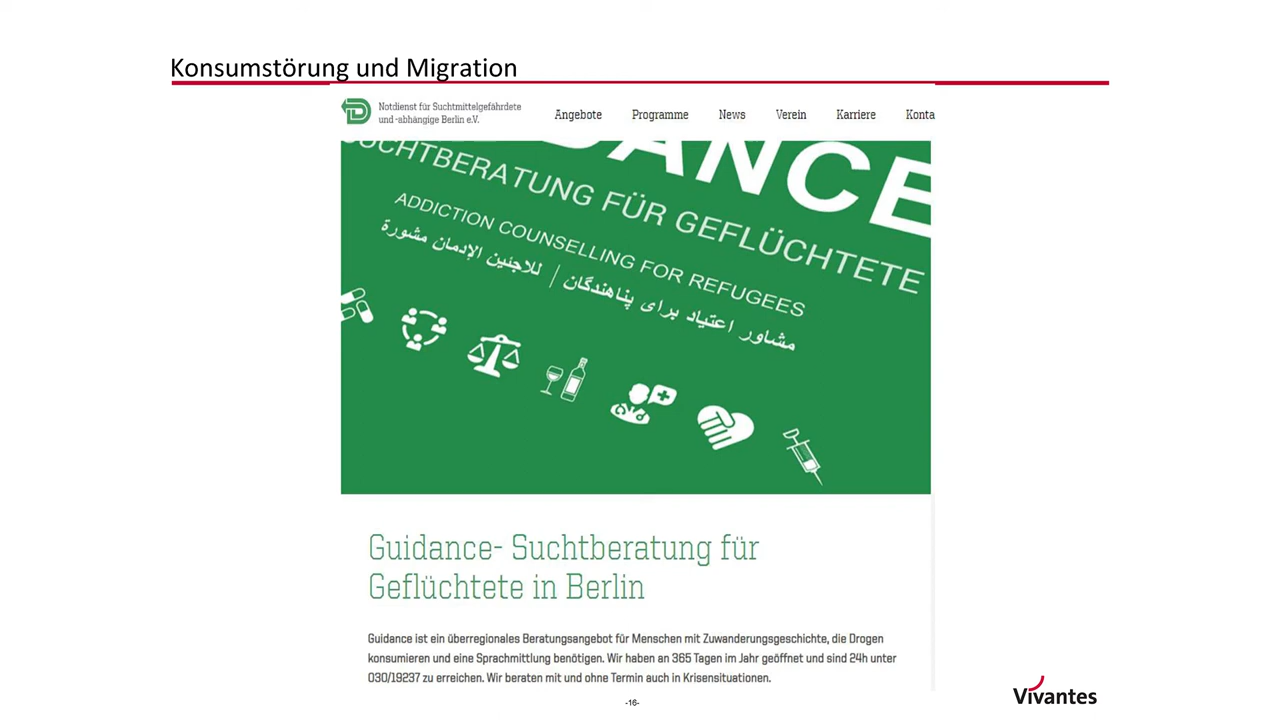 Konsumstörung und Migration
Notdienst für Suchtmittelgefährdete
und -abhängige Berlin e.V.
Angebote Programme News Verein Karriere Konta
DANCE
SUCHTBERATUNG FÜR GEFLÜCHTETE
ADDICTION COUNSELLING FOR REFUGEES
مشاور اعتیاد برای پناهندگان | للاجئين الإدمان مشورة
Guidance- Suchtberatung für
Geflüchtete in Berlin
Guidance ist ein überregionales Beratungsangebot für Menschen mit Zuwanderungsgeschichte, die Drogen
konsumieren und eine Sprachmittlung benötigen. Wir haben an 365 Tagen im Jahr geöffnet und sind 24h unter
030/19237 zu erreichen. Wir beraten mit und ohne Termin auch in Krisensituationen.
-16-
Vivantes